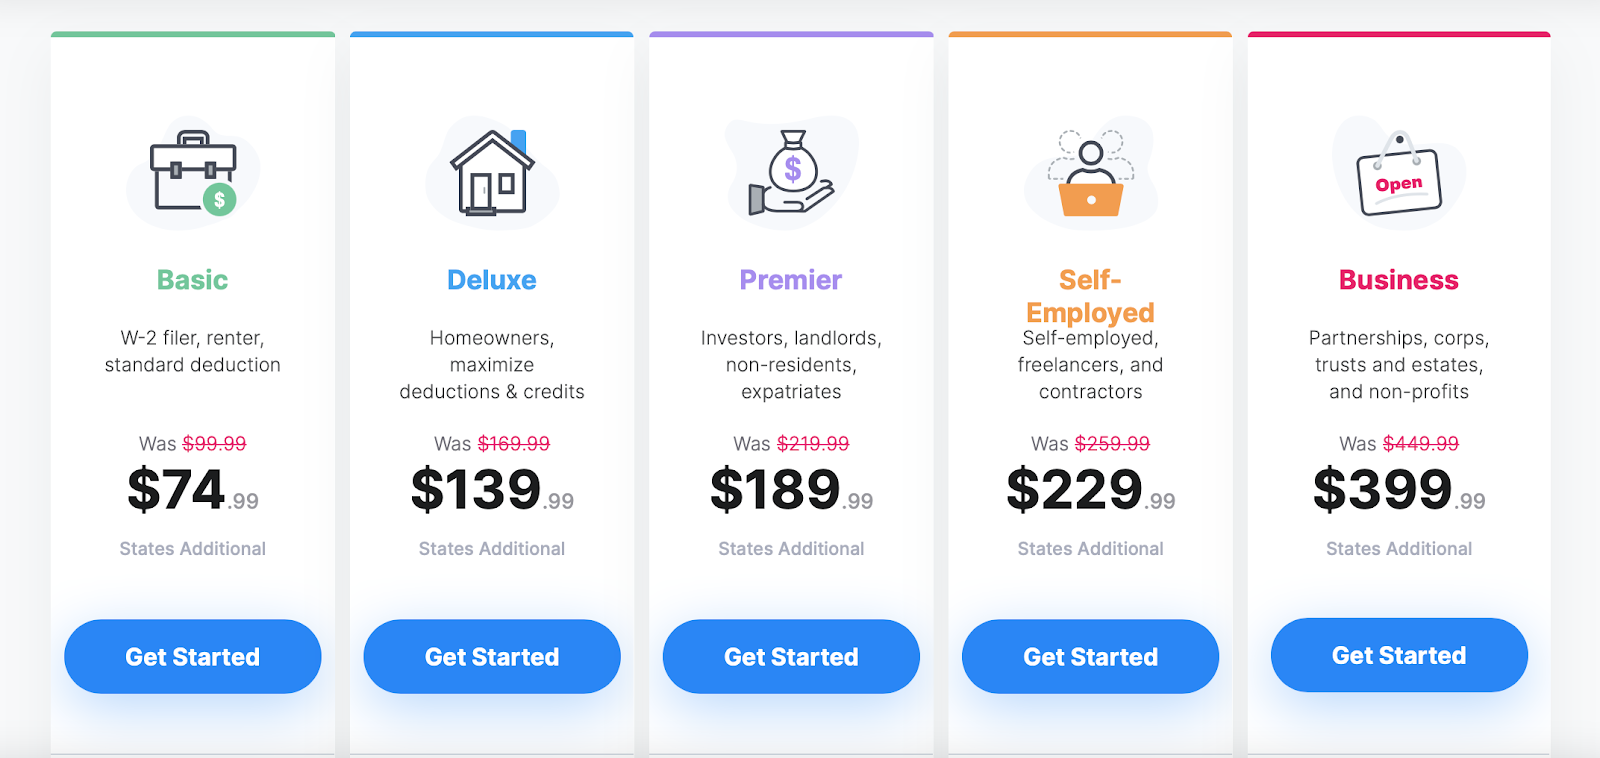 $
Basic
W-2 filer, renter,
standard deduction
Was $99.99
$74.99
States Additional
Get Started
Deluxe
Homeowners,
maximize
deductions & credits
Was $169.99
$139.99
States Additional
Get Started
$
Premier
Investors, landlords,
non-residents,
expatriates
Was $219.99
$189.99
States Additional
Get Started
Self-
Employed
Self-employed,
freelancers, and
contractors
Was $259.99
$229.99
States Additional
Get Started
Open
Business
Partnerships, corps,
trusts and estates,
and non-profits
Was $449.99
$399.99
States Additional
Get Started